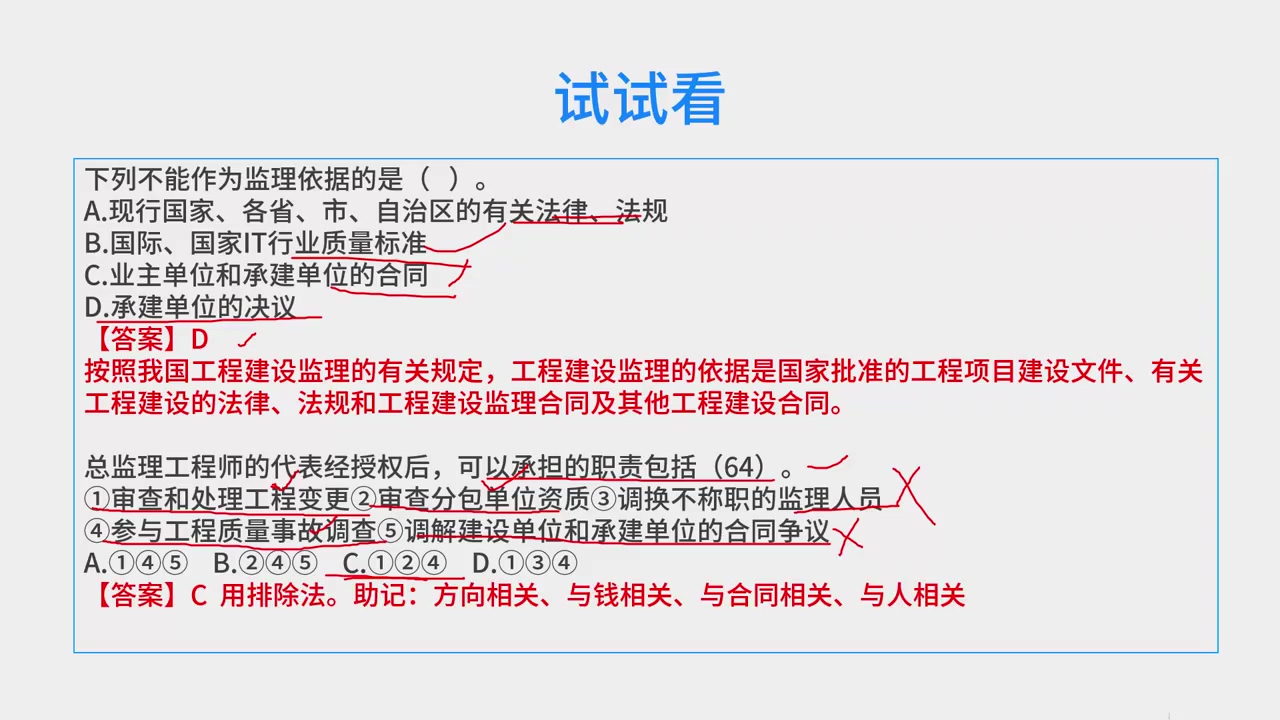 试试看
下列不能作为监理依据的是（ ）。
A.现行国家、各省、市、自治区的有关法律、法规
B.国际、国家IT行业质量标准
C.业主单位和承建单位的合同
D.承建单位的决议
【答案】D
按照我国工程建设监理的有关规定，工程建设监理的依据是国家批准的工程项目建设文件、有关
工程建设的法律、法规和工程建设监理合同及其他工程建设合同。
总监理工程师的代表经授权后，可以承担的职责包括（64）。
①审查和处理工程变更②审查分包单位资质③调换不称职的监理人员
④参与工程质量事故调查⑤调解建设单位和承建单位的合同争议
A.①④⑤ B.②④⑤ C.①②④ D.①③④
【答案】C 用排除法。助记：方向相关、与钱相关、与合同相关、与人相关